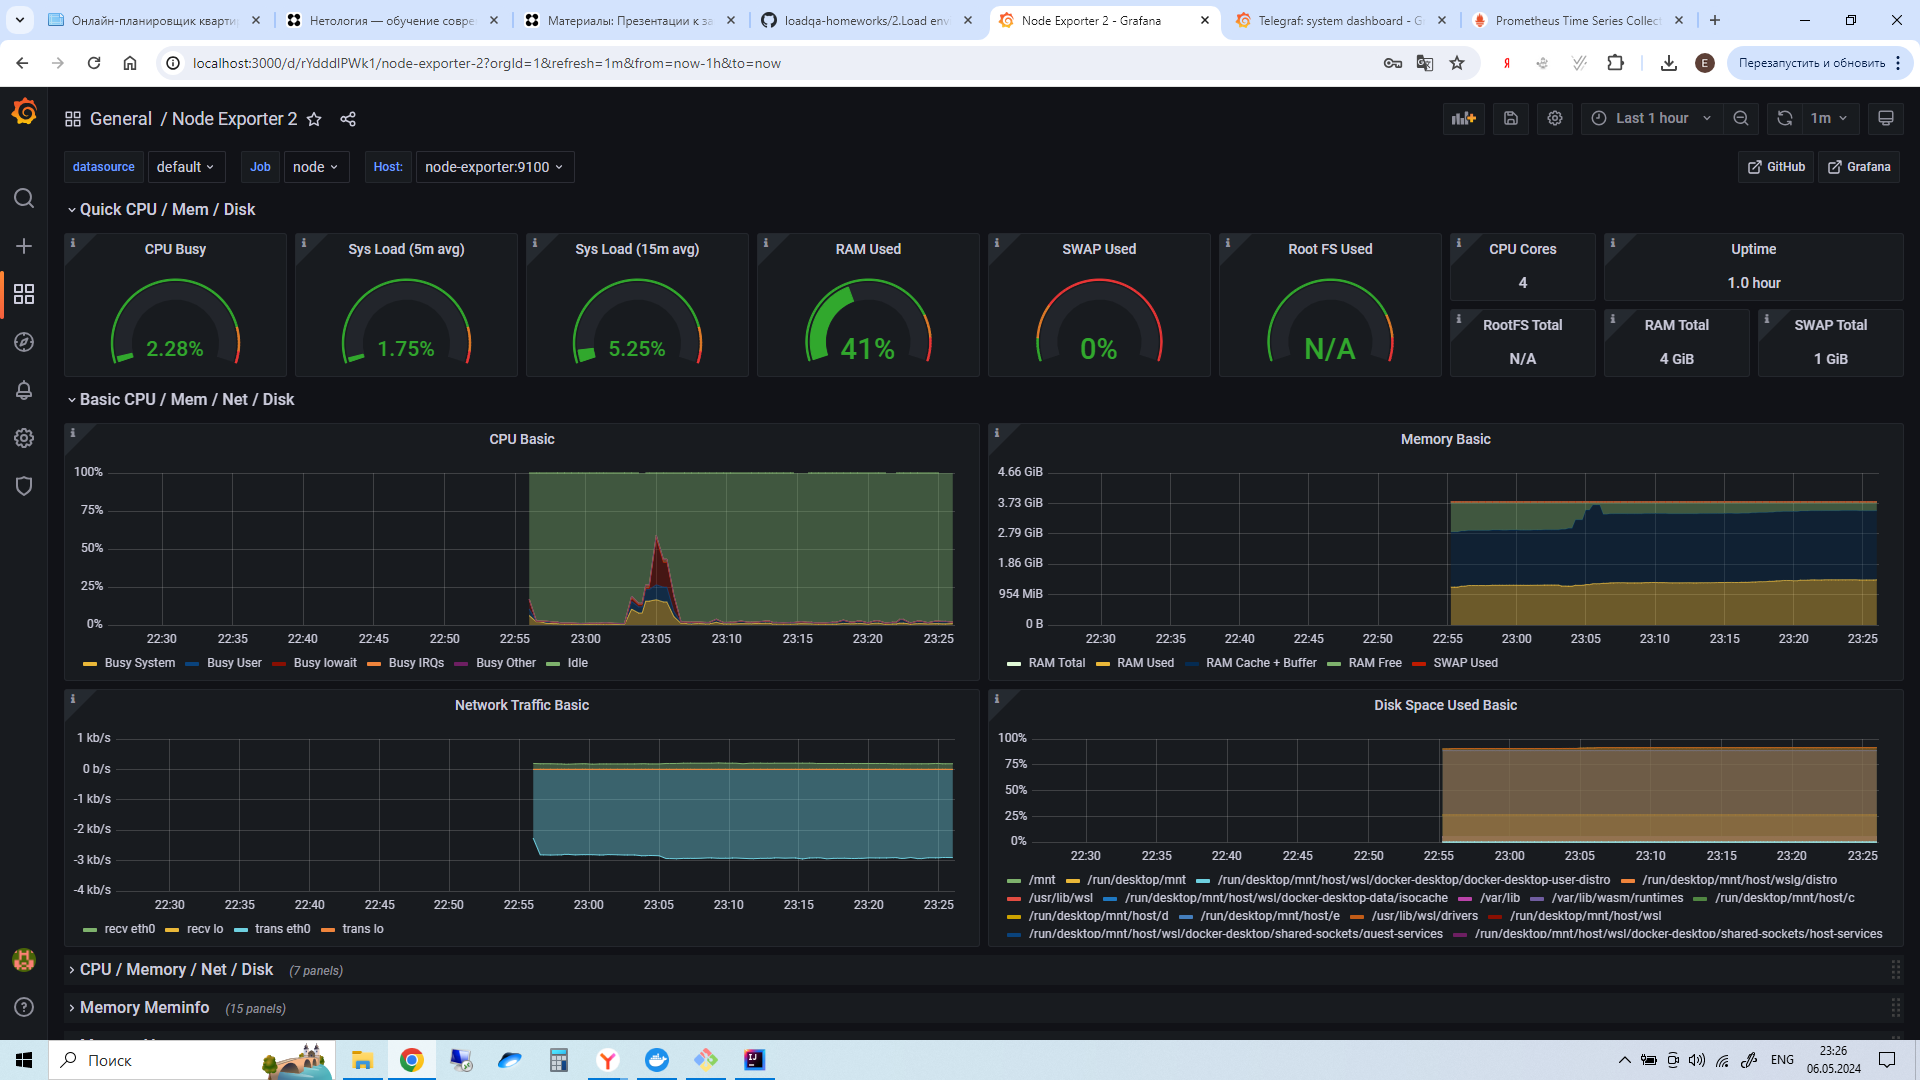 Онлайн-планировщик кварти
Нетология — обучение совре
Материалы: Презентации к за
loadqa-homeworks/2.Load env
Node Exporter 2 - Grafana
Telegraf: system dashboard - G
Prometheus Time Series Collect
localhost:3000/d/rYdddlPWk1/node-exporter-2?orgId=1&refresh=1m&from=now-1h&to=now
Перезапустить и обновить
General / Node Exporter 2
Last 1 hour
1m
datasource default Job node Host: node-exporter:9100
GitHub
Grafana
Quick CPU / Mem / Disk
CPU Busy
2.28%
Sys Load (5m avg)
1.75%
Sys Load (15m avg)
5.25%
RAM Used
41%
SWAP Used
0%
Root FS Used
N/A
CPU Cores
4
Uptime
1.0 hour
RootFS Total
N/A
RAM Total
4 GiB
SWAP Total
1 GiB
Basic CPU / Mem / Net / Disk
CPU Basic
100%
75%
50%
25%
0%
22:30 22:35 22:40 22:45 22:50 22:55 23:00 23:05 23:10 23:15 23:20 23:25
Busy System Busy User Busy Iowait Busy IRQs Busy Other Idle
Memory Basic
4.66 GiB
3.73 GiB
2.79 GiB
1.86 GiB
954 MiB
0 B
22:30 22:35 22:40 22:45 22:50 22:55 23:00 23:05 23:10 23:15 23:20 23:25
RAM Total RAM Used RAM Cache + Buffer RAM Free SWAP Used
Network Traffic Basic
1 kb/s
0 b/s
-1 kb/s
-2 kb/s
-3 kb/s
-4 kb/s
22:30 22:35 22:40 22:45 22:50 22:55 23:00 23:05 23:10 23:15 23:20 23:25
recv eth0 recv lo trans eth0 trans lo
Disk Space Used Basic
100%
75%
50%
25%
0%
22:30 22:35 22:40 22:45 22:50 22:55 23:00 23:05 23:10 23:15 23:20 23:25
/mnt /run/desktop/mnt /run/desktop/mnt/host/wsl/docker-desktop/docker-desktop-user-distro /run/desktop/mnt/host/wslg/distro
/usr/lib/wsl /run/desktop/mnt/host/wsl/docker-desktop-data/isocache /var/lib /var/lib/wasm/runtimes /run/desktop/mnt/host/c
/run/desktop/mnt/host/d /run/desktop/mnt/host/e /usr/lib/wsl/drivers /run/desktop/mnt/host/wsl
/run/desktop/mnt/host/wsl/docker-desktop/shared-sockets/guest-services /run/desktop/mnt/host/wsl/docker-desktop/shared-sockets/host-services
CPU / Memory / Net / Disk (7 panels)
Memory Meminfo (15 panels)
Поиск
ENG
23:26
06.05.2024